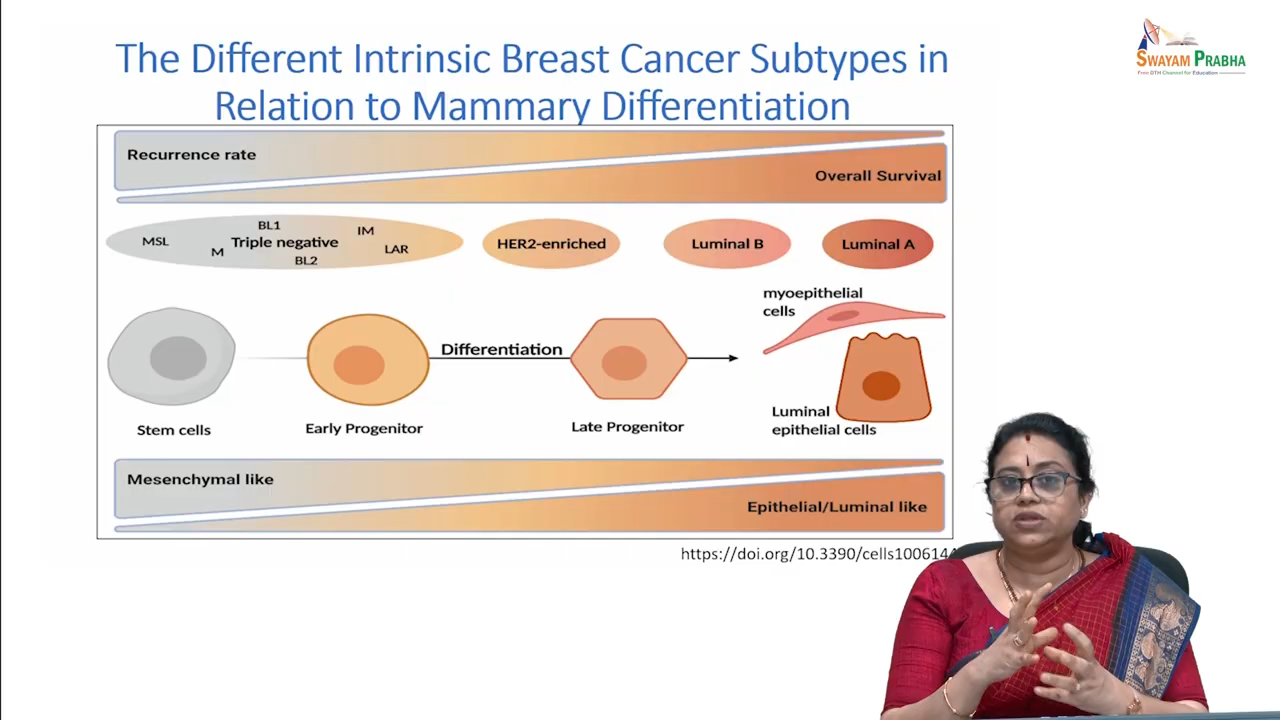 The Different Intrinsic Breast Cancer Subtypes in
Relation to Mammary Differentiation
SWAYAM PRABHA
Free DTH Channel for Education
Recurrence rate
Overall Survival
MSL
M
BL1
Triple negative
BL2
IM
LAR
HER2-enriched
Luminal B
Luminal A
myoepithelial
cells
Differentiation
Luminal
epithelial cells
Stem cells
Early Progenitor
Late Progenitor
Mesenchymal like
Epithelial/Luminal like
https://doi.org/10.3390/cells100614